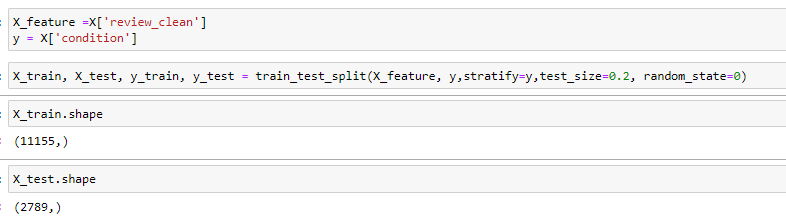 X_feature =X['review_clean']
y = X['condition']
X_train, X_test, y_train, y_test = train_test_split(X_feature, y,stratify=y,test_size=0.2, random_state=0)
X_train.shape
(11155,)
X_test.shape
(2789,)